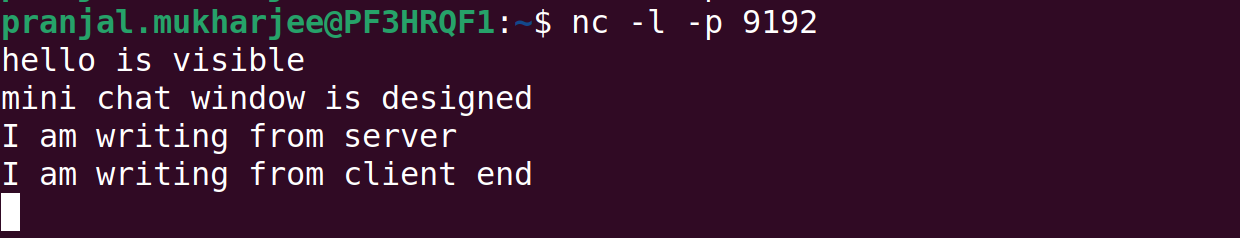 pranjal.mukharjee@PF3HRQF1:~$ nc -l -p 9192
hello is visible
mini chat window is designed
I am writing from server
I am writing from client end